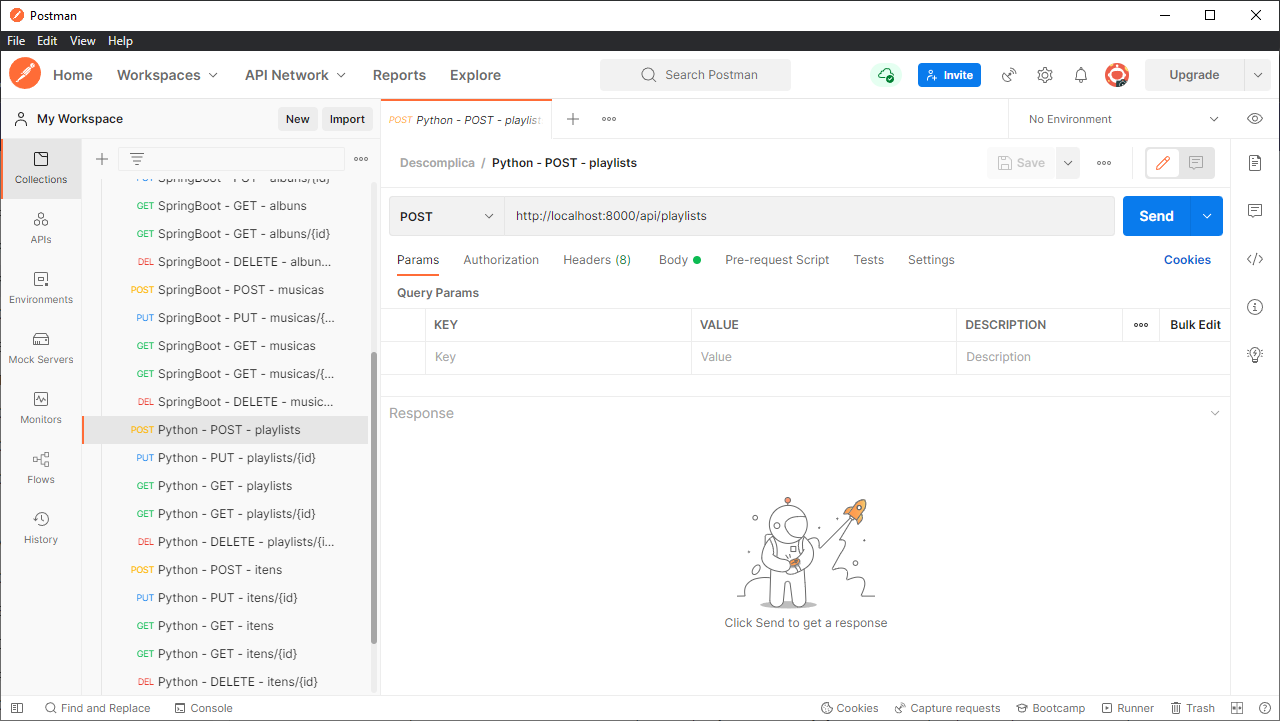 Postman
File Edit View Help
Home Workspaces API Network Reports Explore Search Postman Invite Upgrade
My Workspace New Import POST Python - POST - playlist No Environment
Collections
APIs
Environments
Mock Servers
Monitors
Flows
History
SpringBoot - GET - albuns
GET SpringBoot - GET - albuns/{id}
DEL SpringBoot - DELETE - albun...
POST SpringBoot - POST - musicas
PUT SpringBoot - PUT - musicas/{...
GET SpringBoot - GET - musicas
GET SpringBoot - GET - musicas/{...
DEL SpringBoot - DELETE - music...
POST Python - POST - playlists
PUT Python - PUT - playlists/{id}
GET Python - GET - playlists
GET Python - GET - playlists/{id}
DEL Python - DELETE - playlists/{i...
POST Python - POST - itens
PUT Python - PUT - itens/{id}
GET Python - GET - itens
GET Python - GET - itens/{id}
DEL Python - DELETE - itens/{id}
Descomplica / Python - POST - playlists Save
POST http://localhost:8000/api/playlists Send
Params Authorization Headers (8) Body Pre-request Script Tests Settings Cookies
Query Params
KEY VALUE DESCRIPTION Bulk Edit
Key Value Description
Response
Click Send to get a response
Find and Replace Console Cookies Capture requests Bootcamp Runner Trash